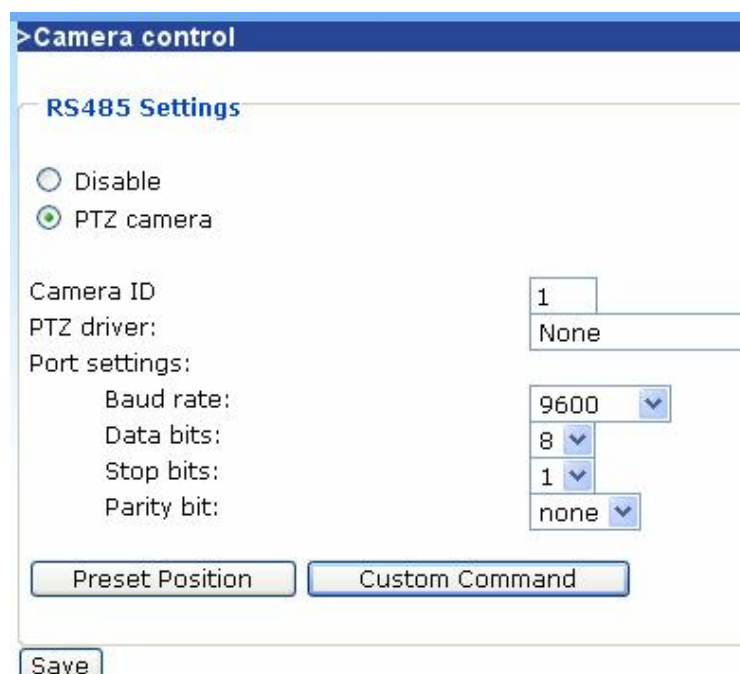 >Camera control
RS485 Settings
Disable
PTZ camera
Camera ID 1
PTZ driver: None
Port settings:
Baud rate: 9600
Data bits: 8
Stop bits: 1
Parity bit: none
Preset Position Custom Command
Save